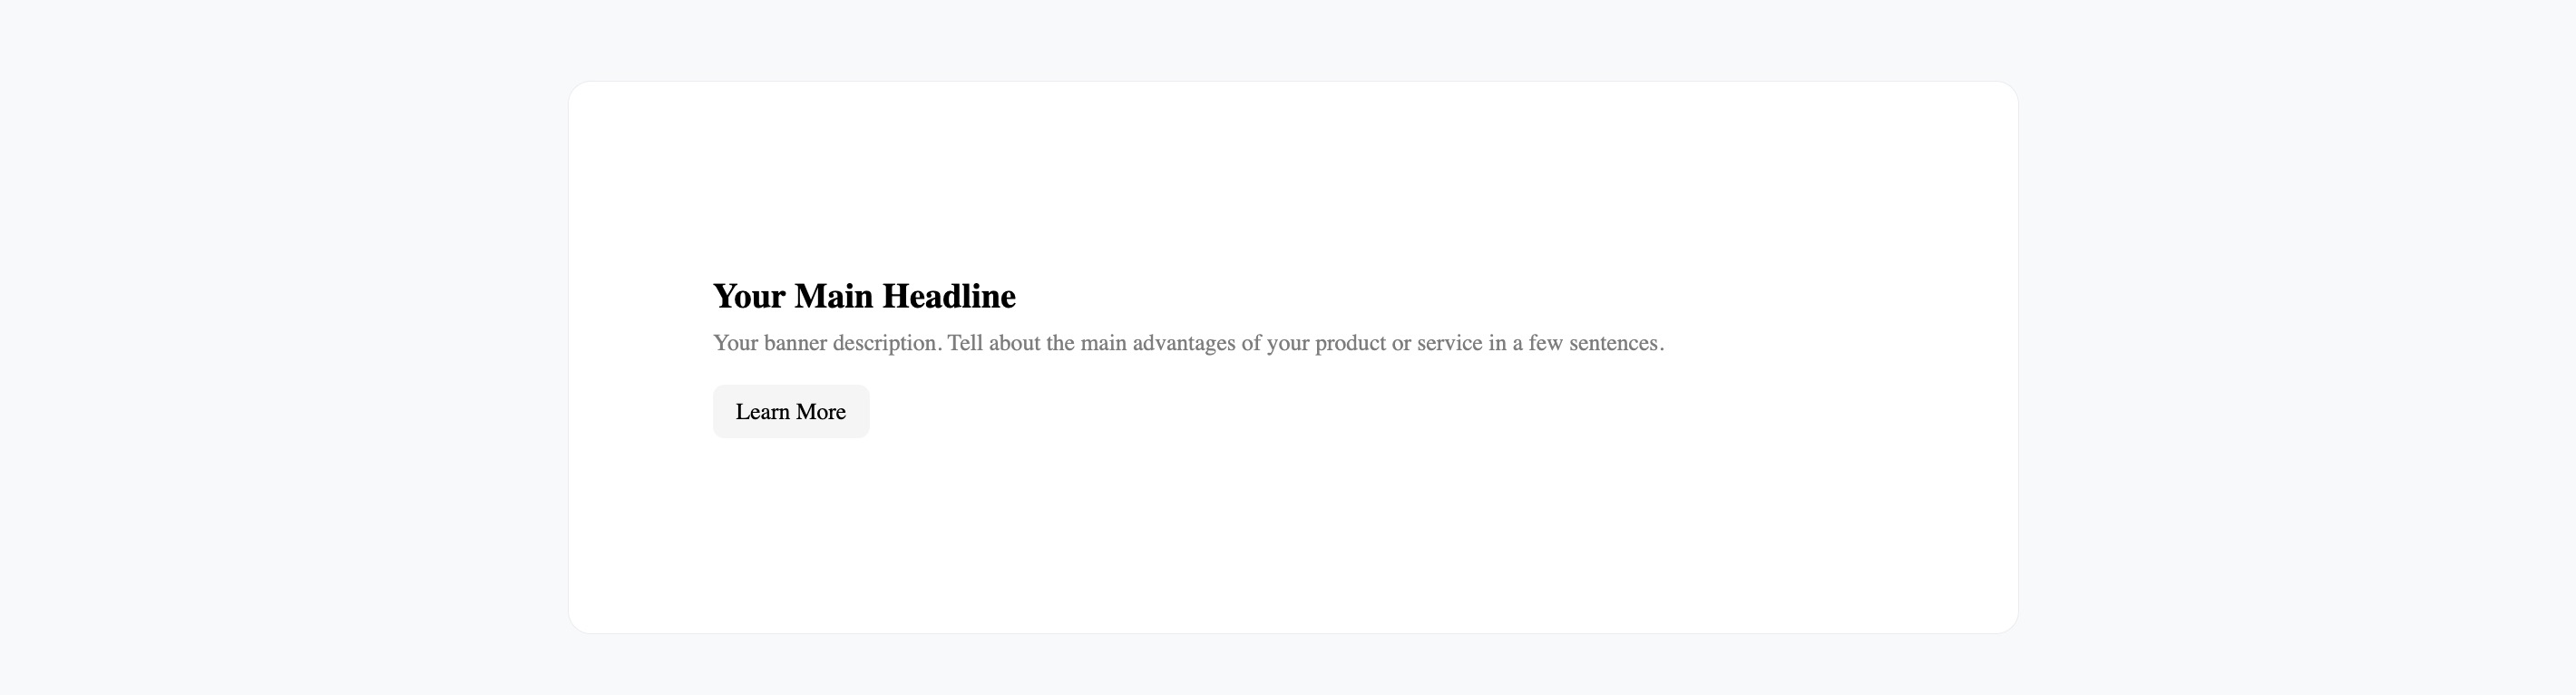 Your Main Headline
Your banner description. Tell about the main advantages of your product or service in a few sentences.
Learn More